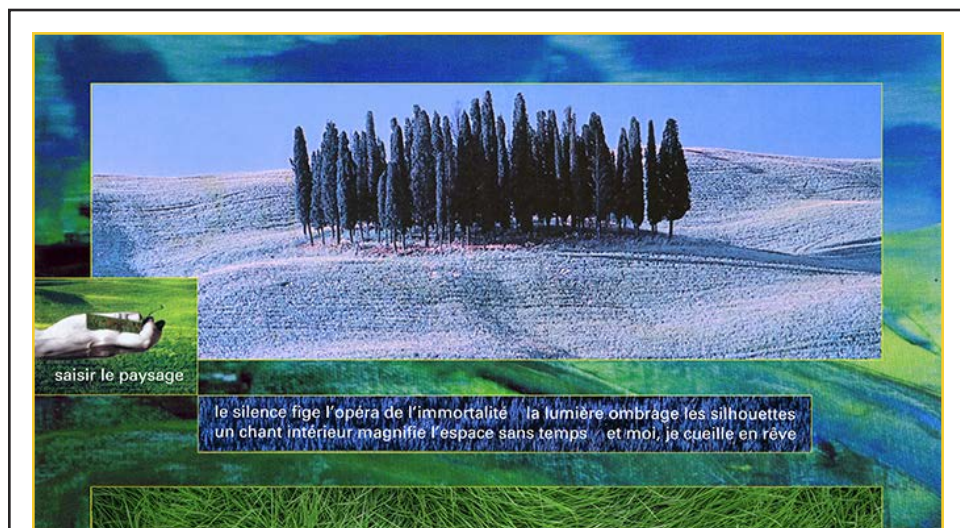 saisir le paysage
le silence fige l'opéra de l'immortalité la lumière ombrage les silhouettes
un chant intérieur magnifie l'espace sans temps et moi, je cueille en rêve